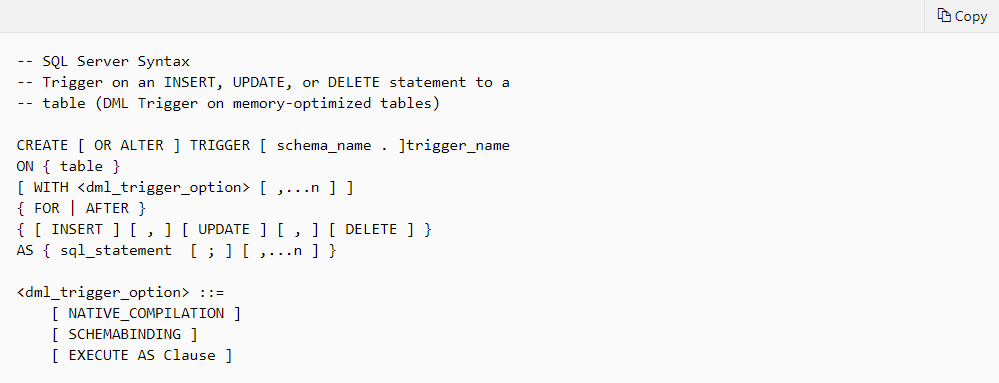 Copy
-- SQL Server Syntax
-- Trigger on an INSERT, UPDATE, or DELETE statement to a
-- table (DML Trigger on memory-optimized tables)
CREATE [ OR ALTER ] TRIGGER [ schema_name . ]trigger_name
ON { table }
[ WITH <dml_trigger_option> [ ,...n ] ]
{ FOR | AFTER }
{ [ INSERT ] [ , ] [ UPDATE ] [ , ] [ DELETE ] }
AS { sql_statement  [ ; ] [ ,...n ] }
<dml_trigger_option> ::=
    [ NATIVE_COMPILATION ]
    [ SCHEMABINDING ]
    [ EXECUTE AS Clause ]